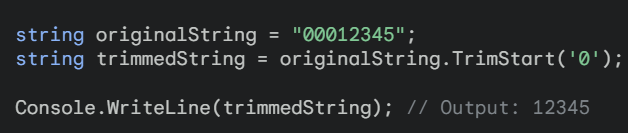 string originalString = "00012345";
string trimmedString = originalString.TrimStart('0');
Console.WriteLine(trimmedString); // Output: 12345